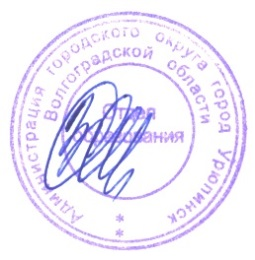 Администрация городского округа город Урюпинск
Волгоградской области
Отдел
образования